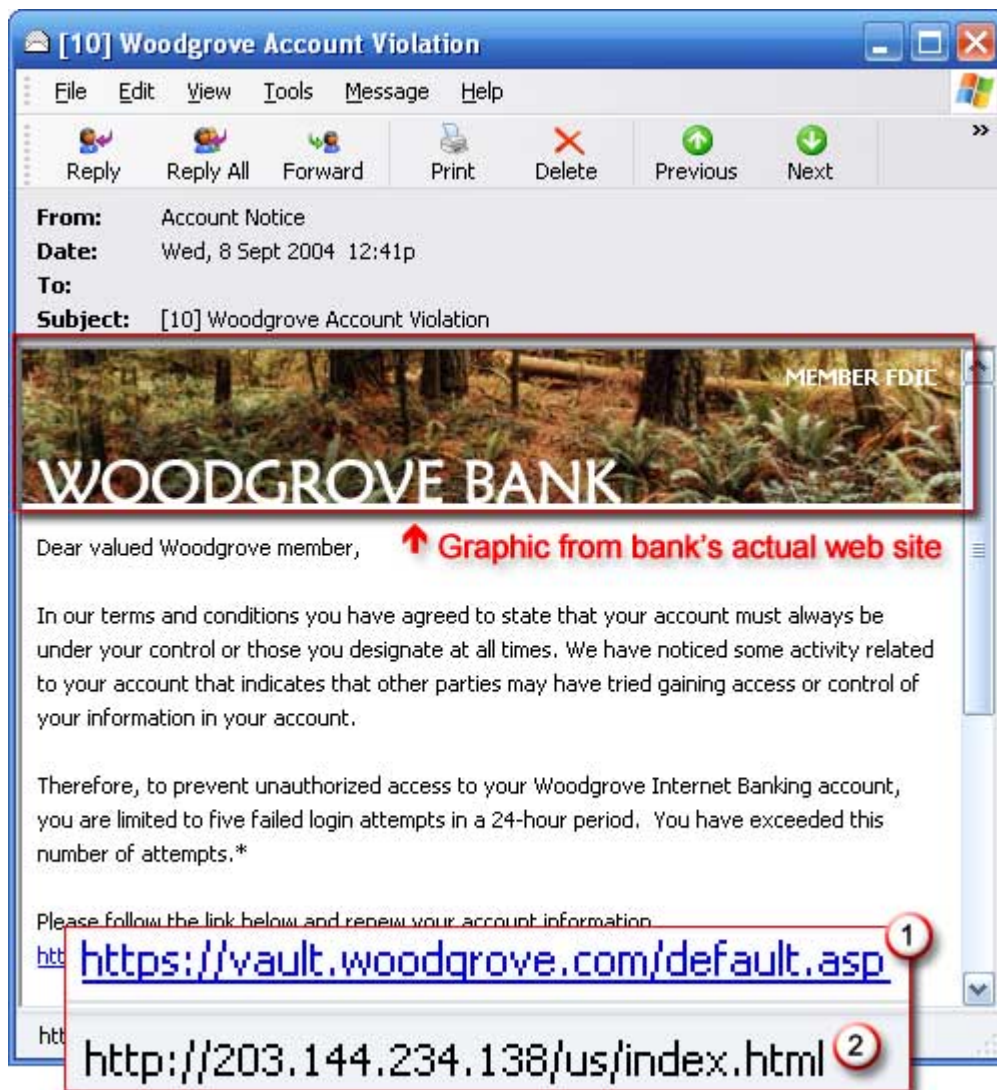 [10] Woodgrove Account Violation
File Edit View Tools Message Help
Reply Reply All Forward Print Delete Previous Next
From: Account Notice
Date: Wed, 8 Sept 2004 12:41p
To:
Subject: [10] Woodgrove Account Violation
MEMBER FDIC
WOODGROVE BANK
Dear valued Woodgrove member,
Graphic from bank's actual web site
In our terms and conditions you have agreed to state that your account must always be
under your control or those you designate at all times. We have noticed some activity related
to your account that indicates that other parties may have tried gaining access or control of
your information in your account.
Therefore, to prevent unauthorized access to your Woodgrove Internet Banking account,
you are limited to five failed login attempts in a 24-hour period. You have exceeded this
number of attempts.*
Please follow the link below and renew your account information
htt
https://vault.woodgrove.com/default.asp 1
htt
http://203.144.234.138/us/index.html 2